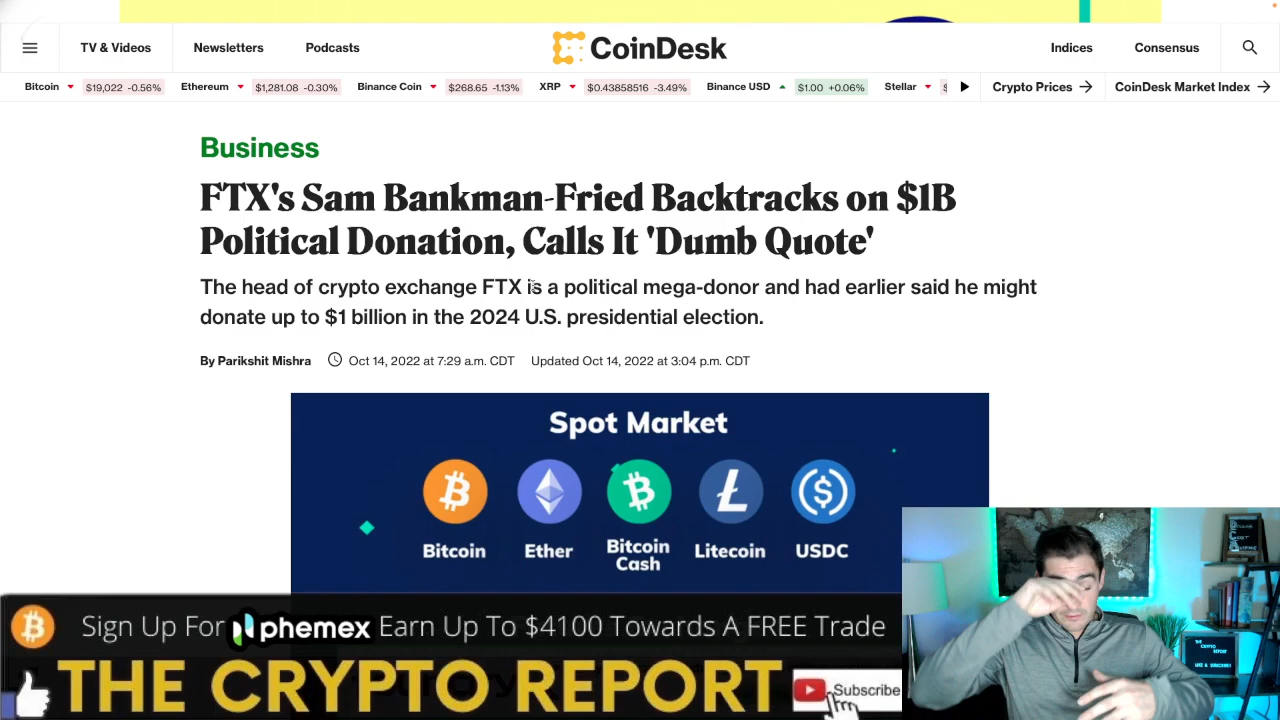 TV & Videos
Newsletters
Podcasts
CoinDesk
Indices
Consensus
Bitcoin $19,022 -0.56%
Ethereum $1,281.08 -0.30%
Binance Coin $268.65 -1.13%
XRP $0.43858516 -3.49%
Binance USD $1.00 +0.06%
Stellar
Crypto Prices
CoinDesk Market Index
Business
FTX's Sam Bankman-Fried Backtracks on $1B
Political Donation, Calls It 'Dumb Quote'
The head of crypto exchange FTX is a political mega-donor and had earlier said he might
donate up to $1 billion in the 2024 U.S. presidential election.
By Parikshit Mishra Oct 14, 2022 at 7:29 a.m. CDT Updated Oct 14, 2022 at 3:04 p.m. CDT
Spot Market
Bitcoin
Ether
Bitcoin
Cash
Litecoin
USDC
Sign Up For phemex Earn Up To $4100 Towards A FREE Trade
THE CRYPTO REPORT
Subscribe
THE
CRYPTO
REPORT
LIKE & SUBSCRIBE